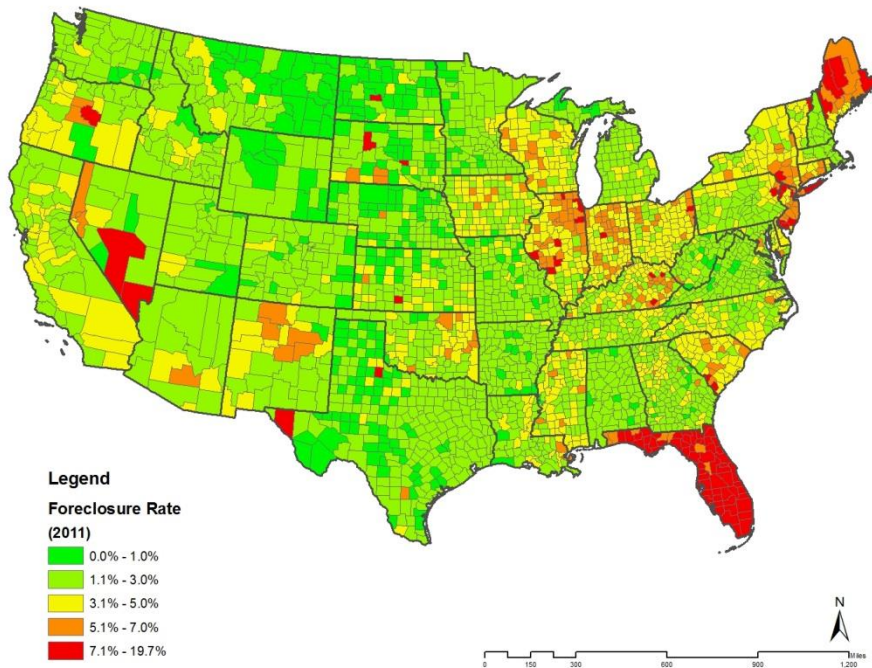 Legend
Foreclosure Rate
(2011)
0.0% - 1.0%
1.1% - 3.0%
3.1% - 5.0%
5.1% - 7.0%
7.1% - 19.7%
N
Miles
0 150 300 600 900 1,200